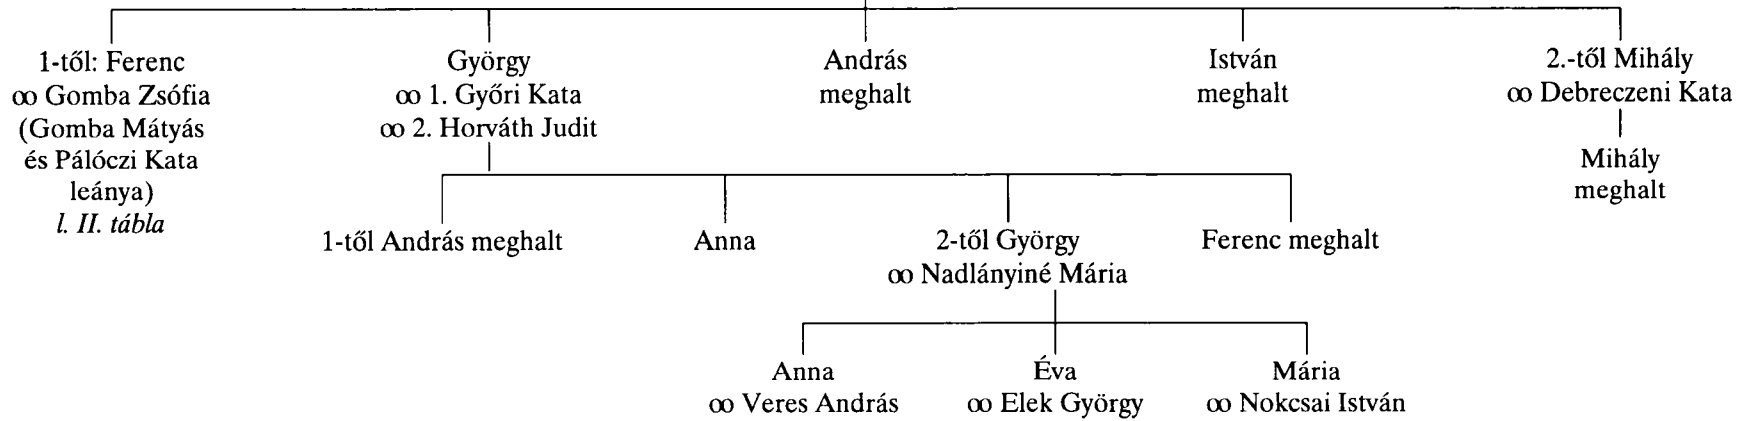 1-től: Ferenc
ꝏ Gomba Zsófia
(Gomba Mátyás
és Pálóczi Kata
leánya)
l. II. tábla
György
ꝏ 1. Győri Kata
ꝏ 2. Horváth Judit
András
meghalt
István
meghalt
2.-től Mihály
ꝏ Debreczeni Kata
Mihály
meghalt
1-től András meghalt
Anna
2-től György
ꝏ Nadlányiné Mária
Ferenc meghalt
Anna
ꝏ Veres András
Éva
ꝏ Elek György
Mária
ꝏ Nokcsai István